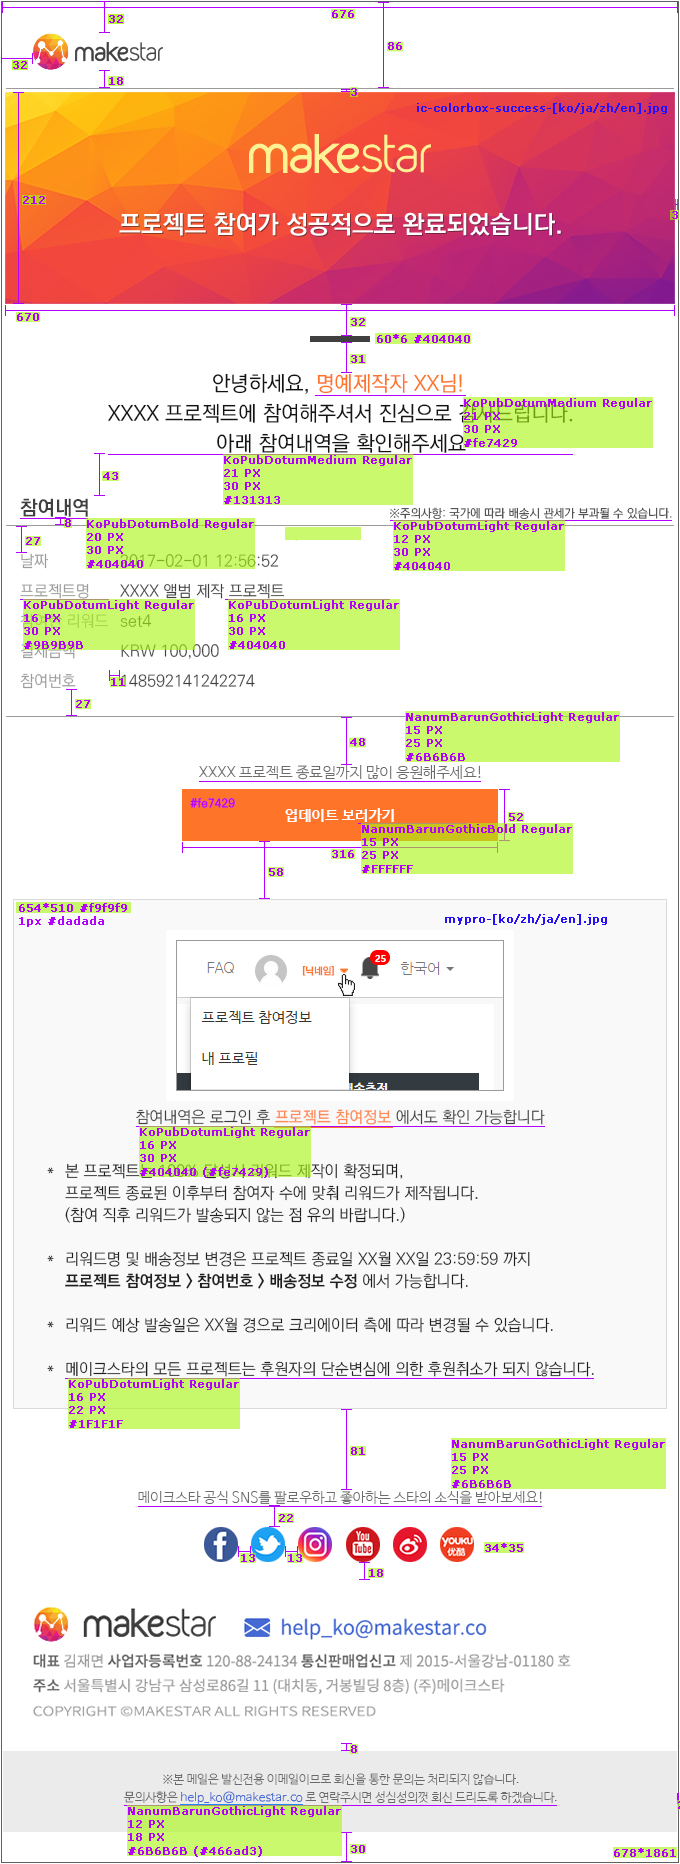 32
676
86
makestar
32
18
3
ic-colorbox-success-[ko/ja/zh/en].jpg
makestar
212
3
프로젝트 참여가 성공적으로 완료되었습니다.
670
32
60*6 #404040
31
안녕하세요, 명예제작자 XX님!
KoPubDotumMedium Regular
21 PX
30 PX
#fe7429
XXXX 프로젝트에 참여해주셔서 진심으로 감사드립니다.
아래 참여내역을 확인해주세요
KoPubDotumMedium Regular
21 PX
30 PX
#131313
43
참여내역
※주의사항: 국가에 따라 배송시 관세가 부과될 수 있습니다.
8
KoPubDotumBold Regular
20 PX
30 PX
#404040
KoPubDotumLight Regular
12 PX
30 PX
#404040
27
날짜 2017-02-01 12:56:52
프로젝트명 XXXX 앨범 제작 프로젝트
KoPubDotumLight Regular
16 PX
30 PX
#9B9B9B
KoPubDotumLight Regular
16 PX
30 PX
#404040
리워드 set4
결제금액 KRW 100,000
참여번호 11 148592141242274
27
NanumBarunGothicLight Regular
15 PX
25 PX
#6B6B6B
48
XXXX 프로젝트 종료일까지 많이 응원해주세요!
#fe7429
업데이트 보러가기
52
NanumBarunGothicBold Regular
15 PX
25 PX
#FFFFFF
316
58
654*510 #f9f9f9
1px #dadada
mypro-[ko/zh/ja/en].jpg
FAQ [닉네임] 25 한국어
프로젝트 참여정보
내 프로필
배송추적
참여내역은 로그인 후 프로젝트 참여정보 에서도 확인 가능합니다
KoPubDotumLight Regular
16 PX
30 PX
#404040 (#fe7429)
* 본 프로젝트는 100% 달성시 리워드 제작이 확정되며,
프로젝트 종료된 이후부터 참여자 수에 맞춰 리워드가 제작됩니다.
(참여 직후 리워드가 발송되지 않는 점 유의 바랍니다.)
* 리워드명 및 배송정보 변경은 프로젝트 종료일 XX월 XX일 23:59:59 까지
프로젝트 참여정보 > 참여번호 > 배송정보 수정 에서 가능합니다.
* 리워드 예상 발송일은 XX월 경으로 크리에이터 측에 따라 변경될 수 있습니다.
* 메이크스타의 모든 프로젝트는 후원자의 단순변심에 의한 후원취소가 되지 않습니다.
KoPubDotumLight Regular
16 PX
22 PX
#1F1F1F
81
NanumBarunGothicLight Regular
15 PX
25 PX
#6B6B6B
메이크스타 공식 SNS를 팔로우하고 좋아하는 스타의 소식을 받아보세요!
22
You Tube
YOUKU 优酷
34*35
13
13
18
makestar help_ko@makestar.co
대표 김재면 사업자등록번호 120-88-24134 통신판매업신고 제 2015-서울강남-01180 호
주소 서울특별시 강남구 삼성로86길 11 (대치동, 거봉빌딩 8층) (주)메이크스타
COPYRIGHT ©MAKESTAR ALL RIGHTS RESERVED
8
※본 메일은 발신전용 이메일이므로 회신을 통한 문의는 처리되지 않습니다.
문의사항은 help_ko@makestar.co 로 연락주시면 성심성의껏 회신 드리도록 하겠습니다.
NanumBarunGothicLight Regular
12 PX
18 PX
#6B6B6B (#466ad3)
30
678*1861